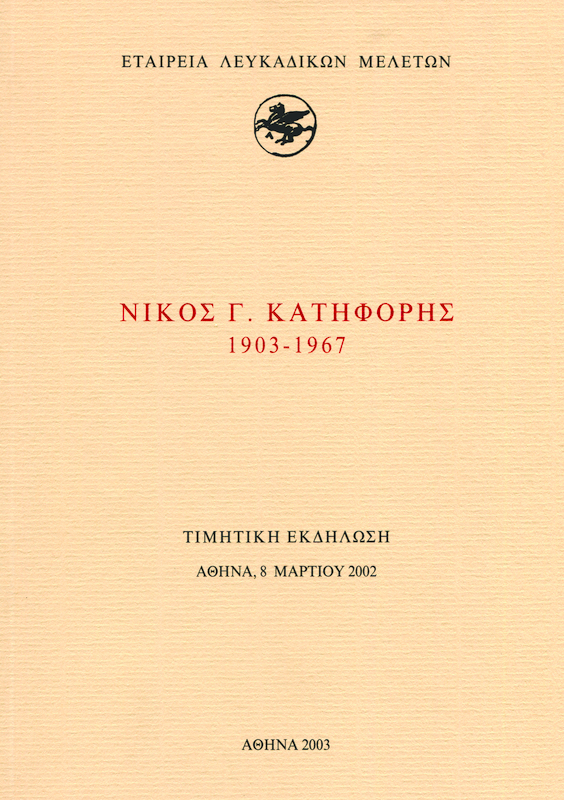 ΕΤΑΙΡΕΙΑ ΛΕΥΚΑΔΙΚΩΝ ΜΕΛΕΤΩΝ
Λ
ΝΙΚΟΣ Γ. ΚΑΤΗΦΟΡΗΣ
1903-1967
ΤΙΜΗΤΙΚΗ ΕΚΔΗΛΩΣΗ
ΑΘΗΝΑ, 8 ΜΑΡΤΙΟΥ 2002
ΑΘΗΝΑ 2003